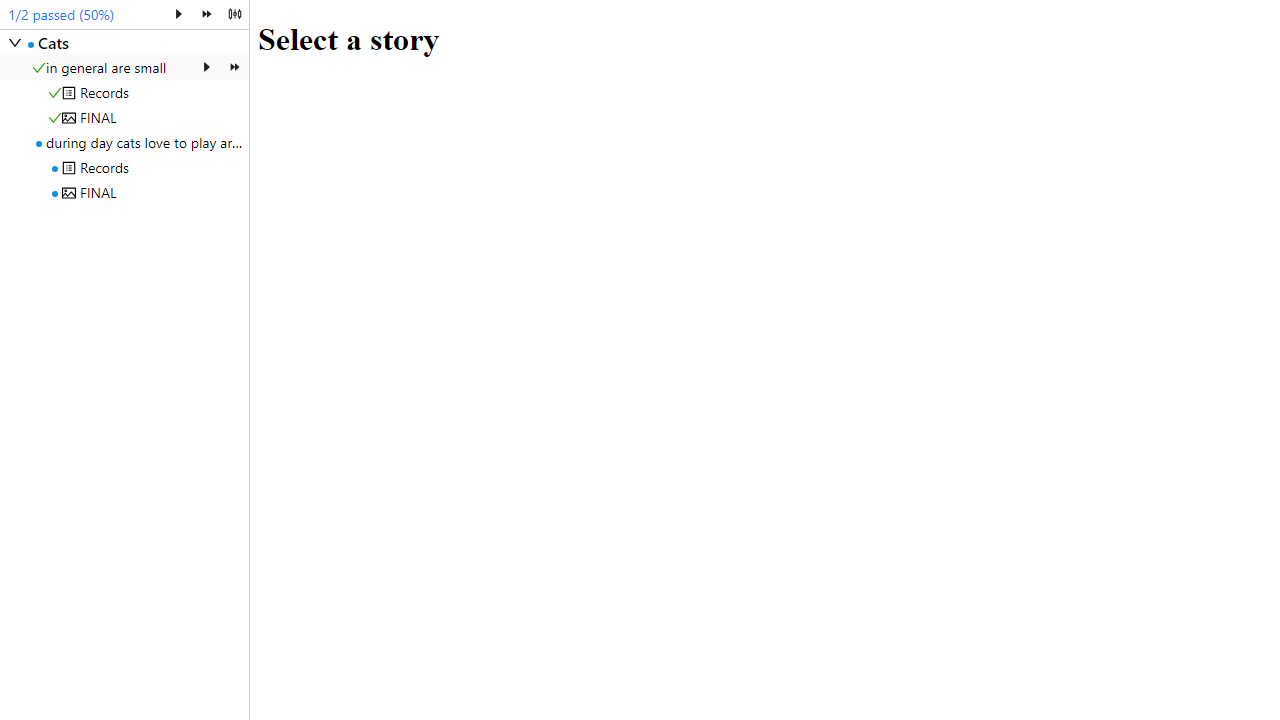 1/2 passed (50%)
Cats
in general are small
Records
FINAL
during day cats love to play ar...
Records
FINAL
Select a story